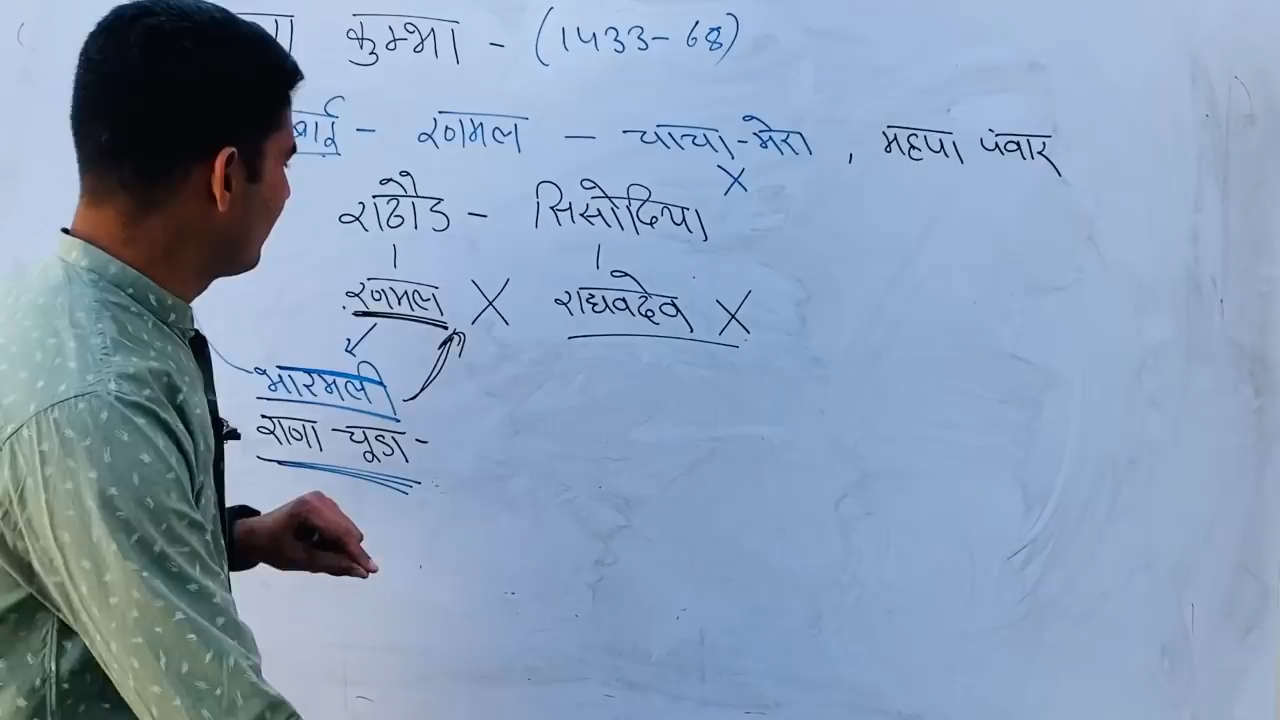 कुम्भा - (1433-68)
बाई - रणमल - चाचा-मेरा , महपा पंवार
X
राठौड - सिसोदिया
रणमल X राघवदेव X
भारमली
राणा चूडा -